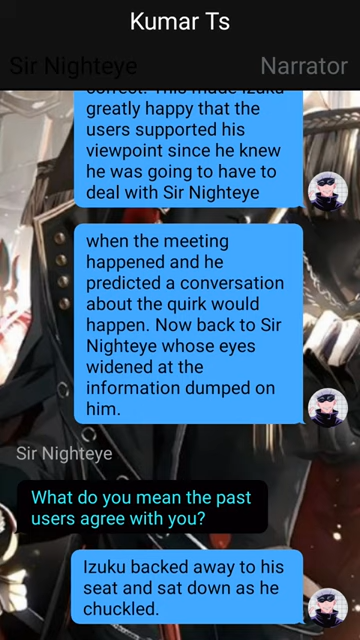 Kumar Ts
Sir Nighteye
Narrator
correct. This made Izuku
greatly happy that the
users supported his
viewpoint since he knew
he was going to have to
deal with Sir Nighteye
when the meeting
happened and he
predicted a conversation
about the quirk would
happen. Now back to Sir
Nighteye whose eyes
widened at the
information dumped on
him.
Sir Nighteye
What do you mean the past
users agree with you?
Izuku backed away to his
seat and sat down as he
chuckled.